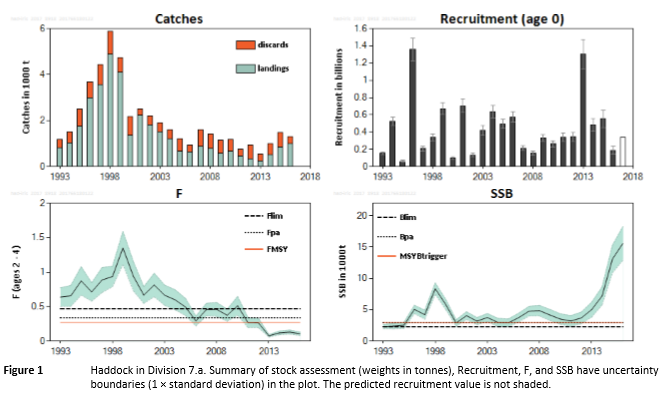 Catches
Recruitment (age 0)
Catches in 1000 t
6
4
2
0
discards
landings
1993
1998
2003
2008
2013
2018
Recruitment in billions
1.6
1.4
1.2
1
0.8
0.6
0.4
0.2
0
1993
1998
2003
2008
2013
2018
F
SSB
F (ages 2 - 4)
2
1.5
1
0.5
0
Flim
Fpa
FMSY
1993
1998
2003
2008
2013
SSB in 1000t
20
15
10
5
0
Blim
Bpa
MSYBtrigger
1993
1998
2003
2008
2013
Figure 1
Haddock in Division 7.a. Summary of stock assessment (weights in tonnes), Recruitment, F, and SSB have uncertainty
boundaries (1 × standard deviation) in the plot. The predicted recruitment value is not shaded.